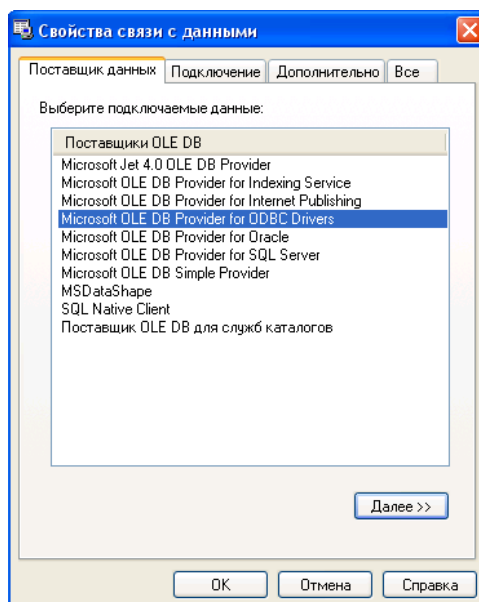 Свойства связи с данными
Поставщик данных Подключение Дополнительно Все
Выберите подключаемые данные:
Поставщики OLE DB
Microsoft Jet 4.0 OLE DB Provider
Microsoft OLE DB Provider for Indexing Service
Microsoft OLE DB Provider for Internet Publishing
Microsoft OLE DB Provider for ODBC Drivers
Microsoft OLE DB Provider for Oracle
Microsoft OLE DB Provider for SQL Server
Microsoft OLE DB Simple Provider
MSDataShape
SQL Native Client
Поставщик OLE DB для служб каталогов
Далее >>
OK Отмена Справка